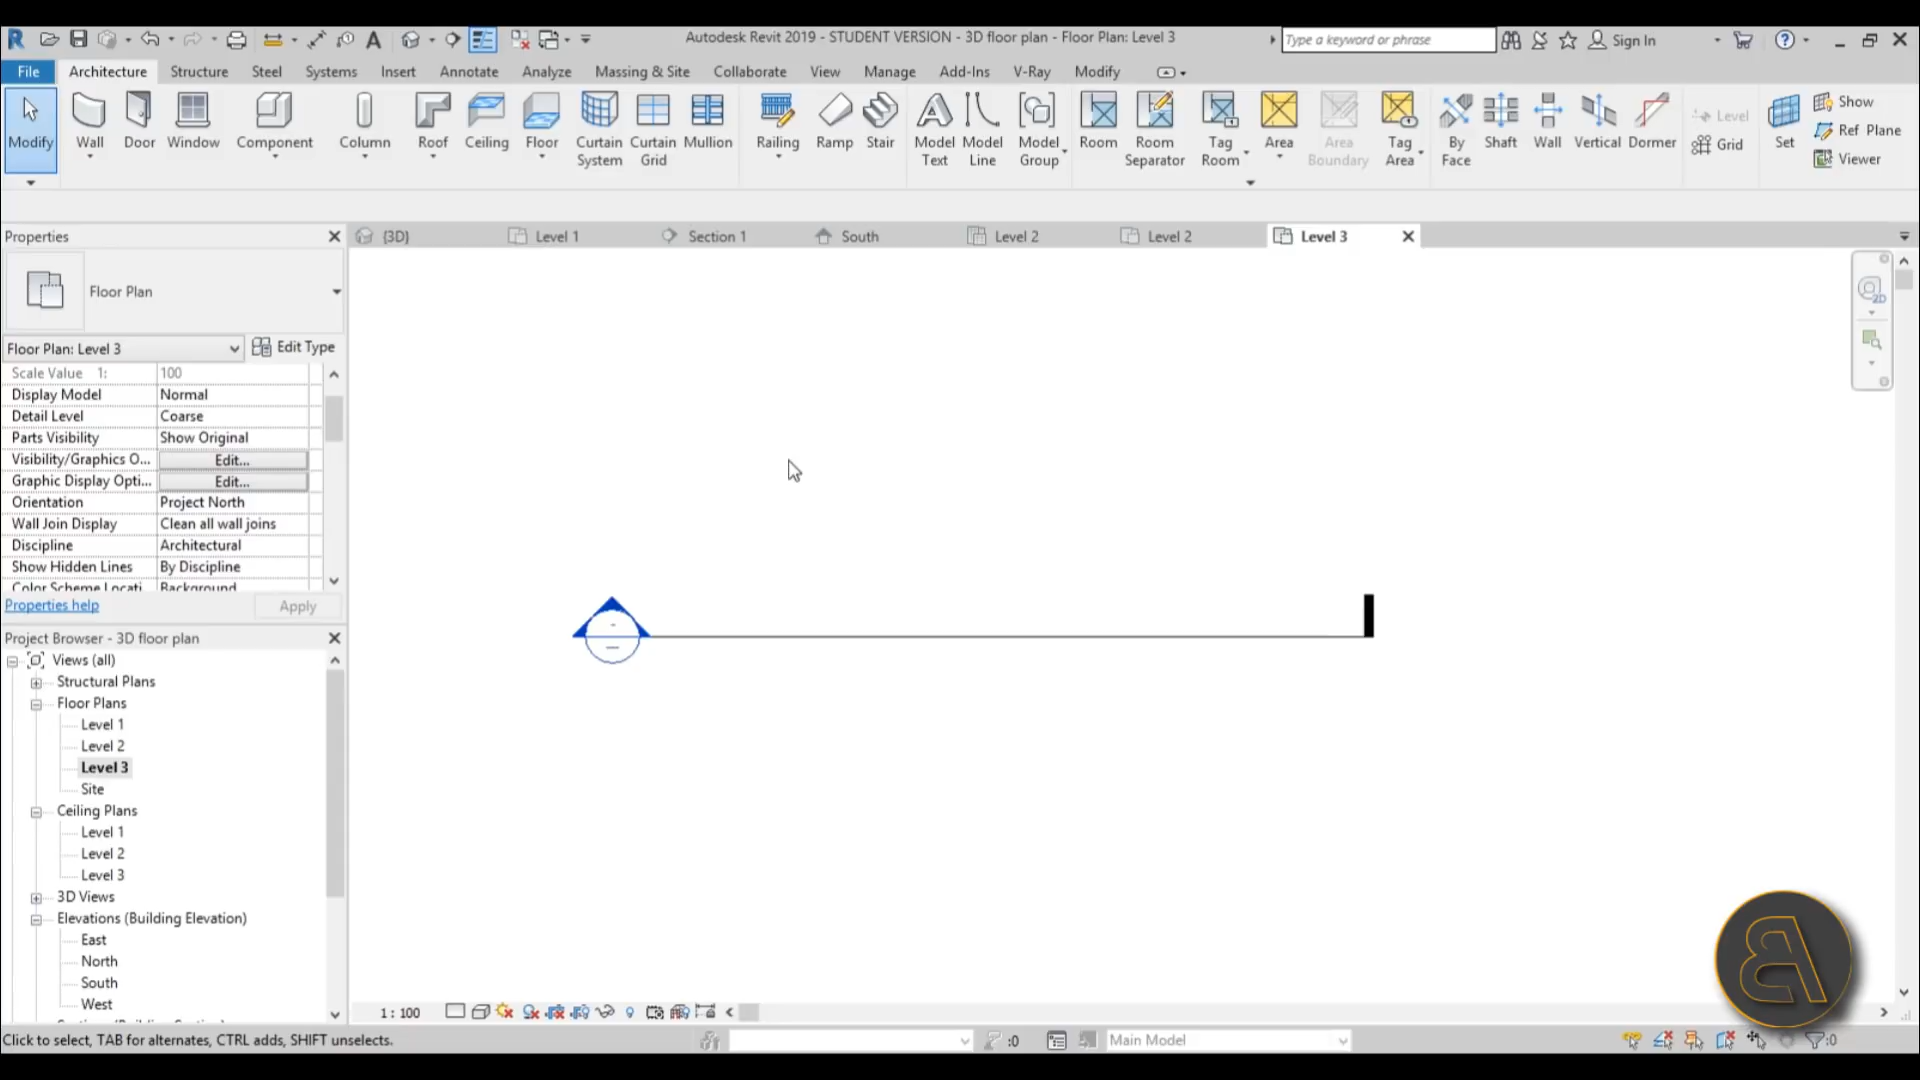 Autodesk Revit 2019 - STUDENT VERSION - 3D floor plan - Floor Plan: Level 3
Type a keyword or phrase
Sign In
File Architecture Structure Steel Systems Insert Annotate Analyze Massing & Site Collaborate View Manage Add-Ins V-Ray Modify
Modify
Wall
Door
Window
Component
Column
Roof
Ceiling
Floor
Curtain System
Curtain Grid
Mullion
Railing
Ramp
Stair
Model Text
Model Line
Model Group
Room
Room Separator
Tag Room
Area
Area Boundary
Tag Area
By Face
Shaft
Wall
Vertical
Dormer
Level
Grid
Set
Show
Ref Plane
Viewer
Properties
{3D} Level 1 Section 1 South Level 2 Level 2 Level 3
Floor Plan
Floor Plan: Level 3 Edit Type
Scale Value 1: 100
Display Model Normal
Detail Level Coarse
Parts Visibility Show Original
Visibility/Graphics O... Edit...
Graphic Display Opti... Edit...
Orientation Project North
Wall Join Display Clean all wall joins
Discipline Architectural
Show Hidden Lines By Discipline
Color Scheme Locati Background
Properties help Apply
Project Browser - 3D floor plan
Views (all)
Structural Plans
Floor Plans
Level 1
Level 2
Level 3
Site
Ceiling Plans
Level 1
Level 2
Level 3
3D Views
Elevations (Building Elevation)
East
North
South
West
1 : 100
2D
Click to select, TAB for alternates, CTRL adds, SHIFT unselects.
:0
Main Model
:0